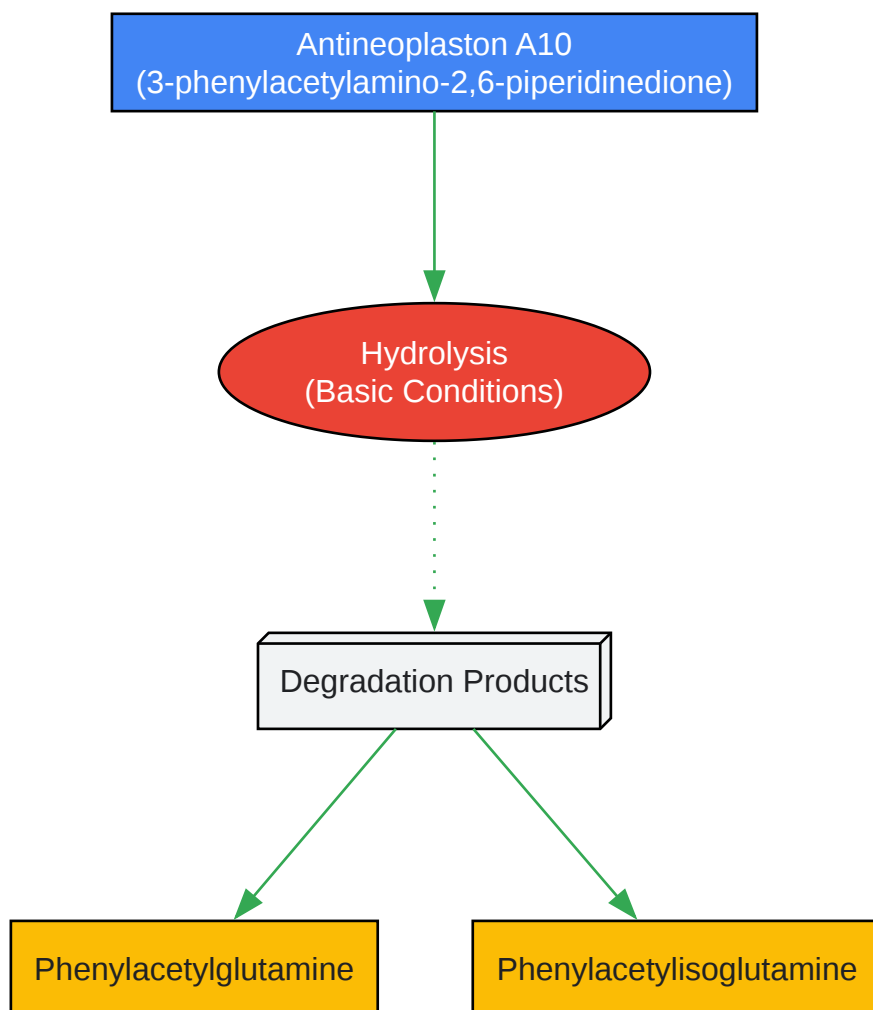 Antineoplaston A10
(3-phenylacetylamino-2,6-piperidinedione)
Hydrolysis
(Basic Conditions)
Degradation Products
Phenylacetylglutamine
Phenylacetylisoglutamine